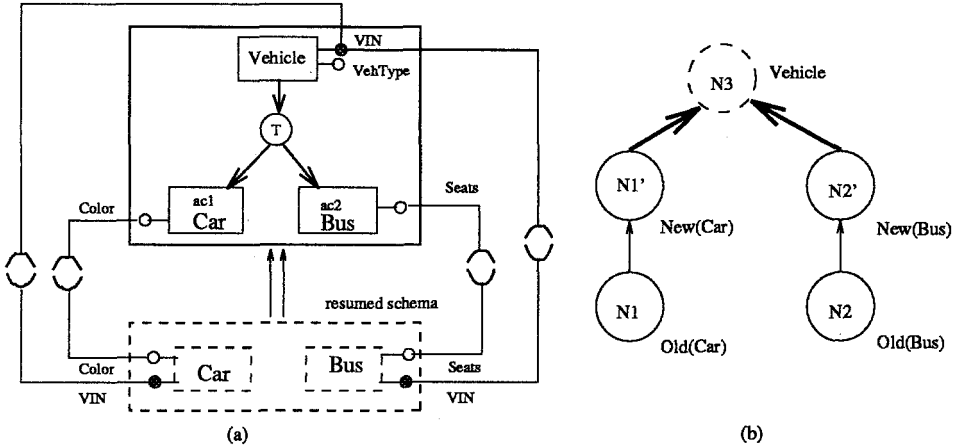 VIN
Vehicle
VehType
T
Color
ac1
Car
ac2
Bus
Seats
resumed schema
Color
VIN
Car
Bus
Seats
VIN
(a)
N3
Vehicle
N1'
New(Car)
N2'
New(Bus)
N1
Old(Car)
N2
Old(Bus)
(b)